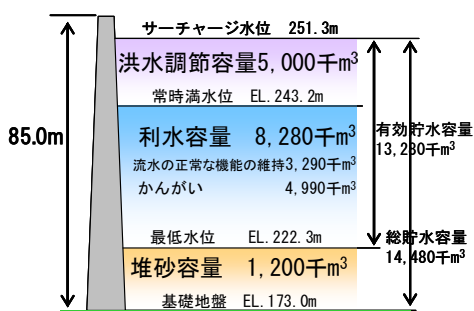 サーチャージ水位 251.3m
洪水調節容量5,000千m³
常時満水位 EL.243.2m
85.0m
利水容量 8,280千m³
流水の正常な機能の維持3,290千m³
かんがい 4,990千m³
有効貯水容量
13,280千m³
最低水位 EL.222.3m
総貯水容量
14,480千m³
堆砂容量 1,200千m³
基礎地盤 EL.173.0m